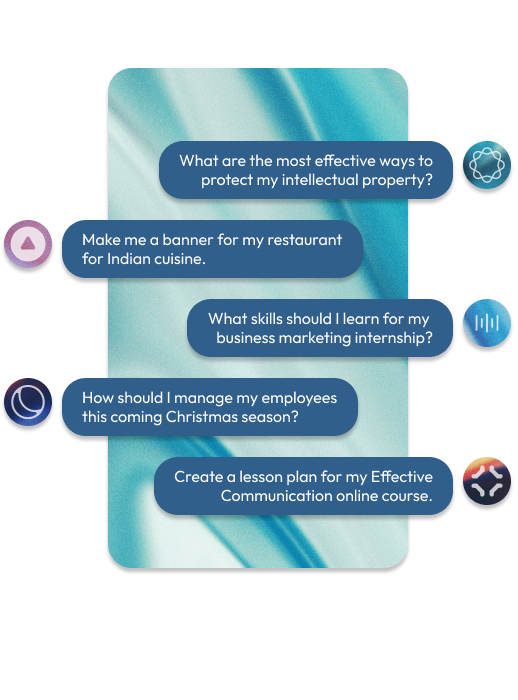 What are the most effective ways to
protect my intellectual property?
Make me a banner for my restaurant
for Indian cuisine.
What skills should I learn for my
business marketing internship?
How should I manage my employees
this coming Christmas season?
Create a lesson plan for my Effective
Communication online course.